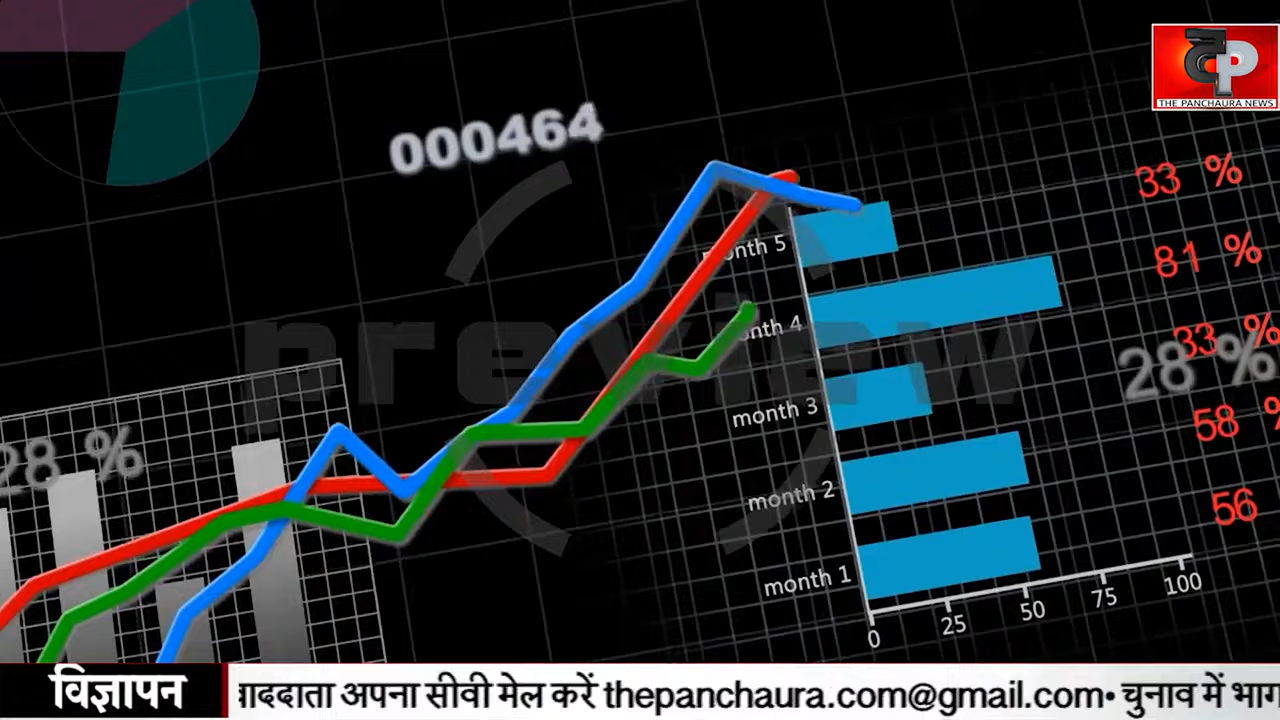 THE PANCHAURA NEWS
000464
33 %
month 5
81 %
month 4
33 %
preview
28 %
month 3
58 %
28 %
month 2
56
month 1
0 25 50 75 100
विज्ञापन
अपना सीवी मेल करें thepanchaura.com@gmail.com• चुनाव में